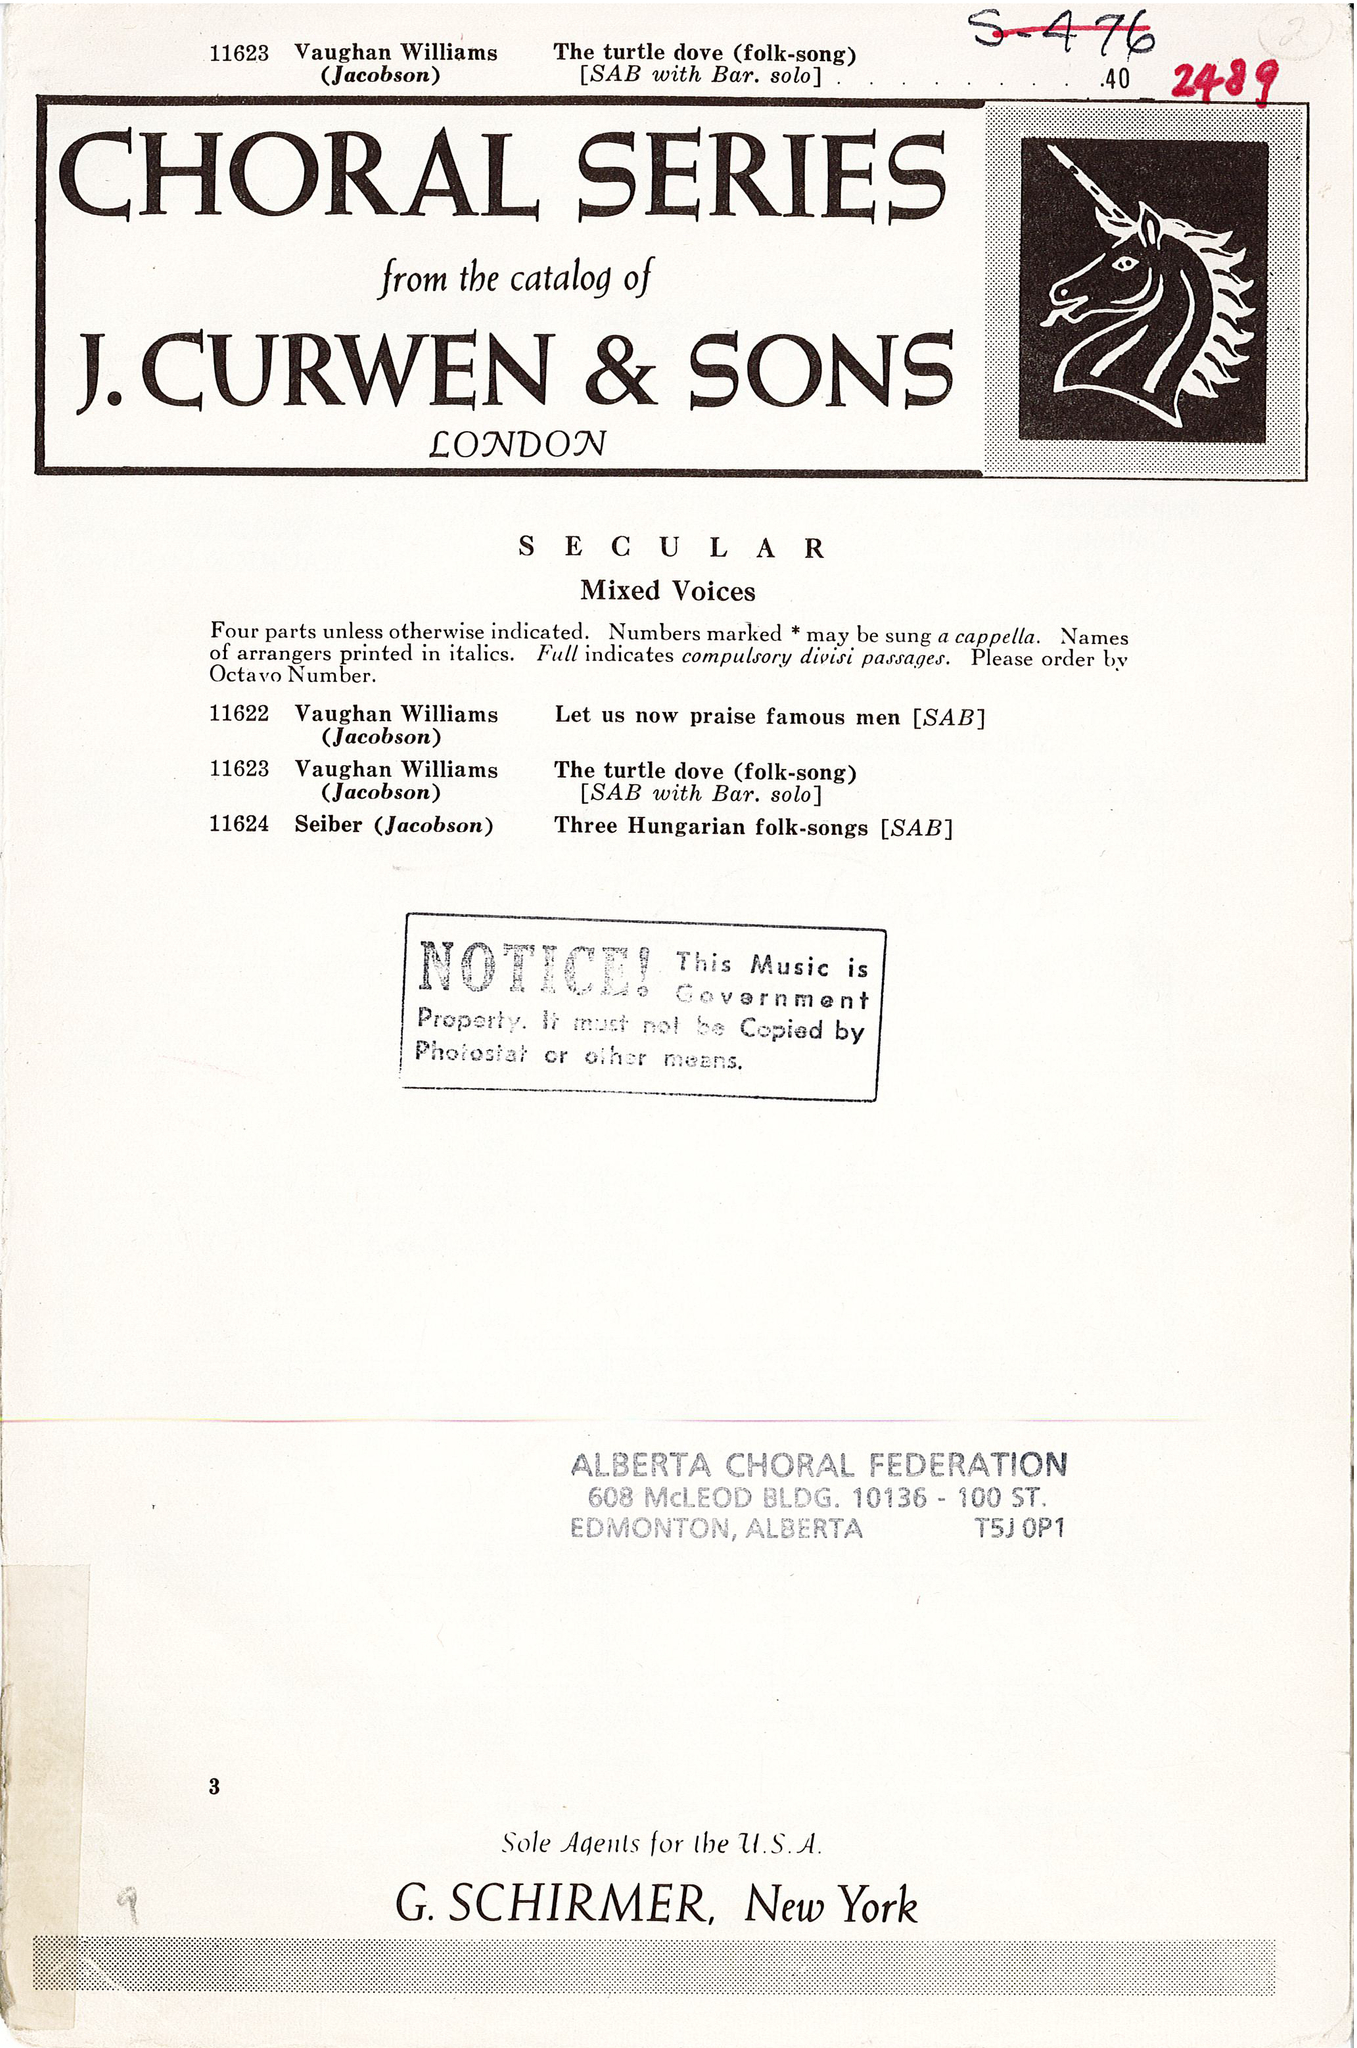 S-476
11623 Vaughan Williams The turtle dove (folk-song)
(Jacobson) [SAB with Bar. solo] . . . . . . . . . . .40
2489
2
CHORAL SERIES
from the catalog of
J. CURWEN & SONS
LONDON
SECULAR
Mixed Voices
Four parts unless otherwise indicated. Numbers marked * may be sung a cappella. Names
of arrangers printed in italics. Full indicates compulsory divisi passages. Please order by
Octavo Number.
11622 Vaughan Williams Let us now praise famous men [SAB]
(Jacobson)
11623 Vaughan Williams The turtle dove (folk-song)
(Jacobson) [SAB with Bar. solo]
11624 Seiber (Jacobson) Three Hungarian folk-songs [SAB]
NOTICE! This Music is
Government
Property. It must not be Copied by
Photostat or other means.
ALBERTA CHORAL FEDERATION
608 McLEOD BLDG. 10136 - 100 ST.
EDMONTON, ALBERTA T5J 0P1
3
Sole Agents for the U.S.A.
9
G. SCHIRMER, New York